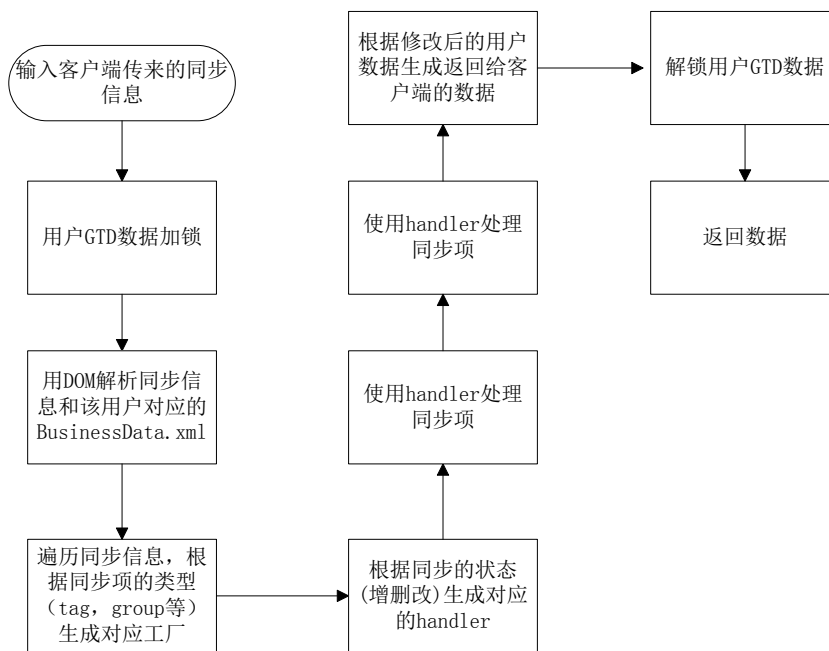 输入客户端传来的同步
信息
用户GTD数据加锁
用DOM解析同步信
息和该用户对应的
BusinessData.xml
遍历同步信息，根
据同步项的类型
（tag，group等）
生成对应工厂
根据同步的状态
(增删改)生成对应
的handler
使用handler处理
同步项
使用handler处理
同步项
根据修改后的用户
数据生成返回给客
户端的数据
解锁用户GTD数据
返回数据